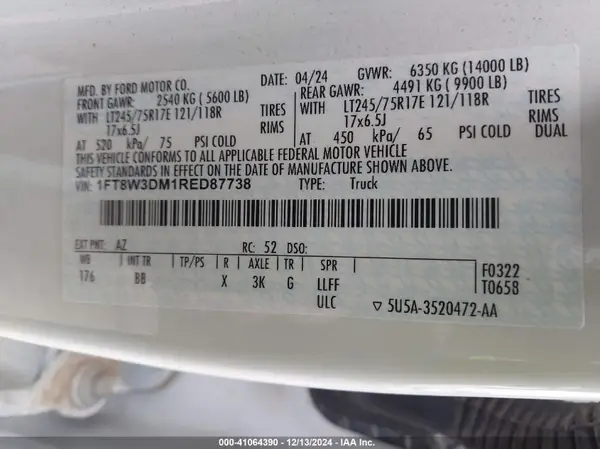 MFD. BY FORD MOTOR CO.
DATE: 04/24 GVWR: 6350 KG (14000 LB)
FRONT GAWR: 2540 KG (5600 LB)
REAR GAWR: 4491 KG (9900 LB)
WITH LT245/75R17E 121/118R TIRES
WITH LT245/75R17E 121/118R TIRES
17x6.5J RIMS
17x6.5J RIMS
AT 520 kPa/ 75 PSI COLD
AT 450 kPa/ 65 PSI COLD DUAL
THIS VEHICLE CONFORMS TO ALL APPLICABLE FEDERAL MOTOR VEHICLE
SAFETY STANDARDS IN EFFECT ON THE DATE OF MANUFACTURE SHOWN ABOVE.
VIN: 1FT8W3DM1RED87738 TYPE: Truck
EXT PNT: AZ RC: 52 DSO:
WB INT TR TP/PS R AXLE TR SPR
176 BB X 3K G LLFF
ULC
F0322
T0658
▽ 5U5A-3520472-AA
000-41064390 - 12/13/2024 - IAA Inc.